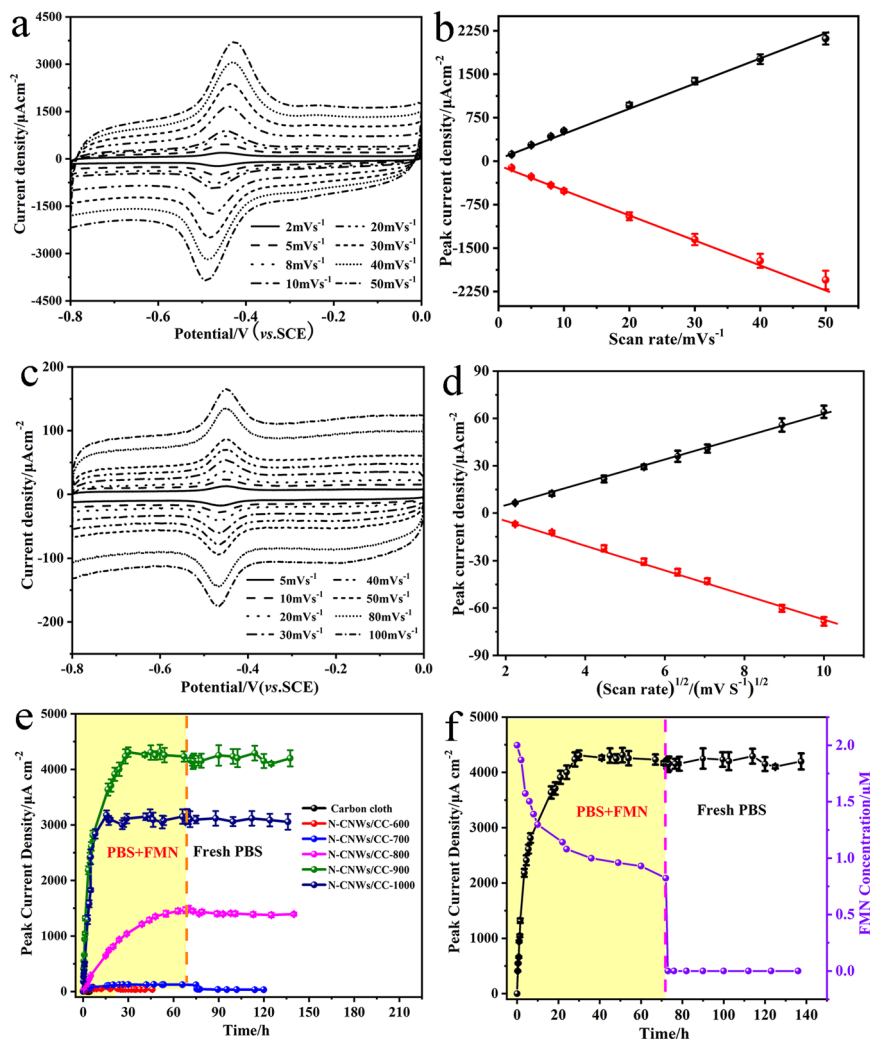 a
4500
3000
1500
0
-1500
-3000
-4500
Current density/μAcm⁻²
2mVs⁻¹
5mVs⁻¹
8mVs⁻¹
10mVs⁻¹
20mVs⁻¹
30mVs⁻¹
40mVs⁻¹
50mVs⁻¹
-0.8 -0.6 -0.4 -0.2 0.0
Potential/V (vs.SCE)
b
2250
1500
750
0
-750
-1500
-2250
Peak current density/μAcm⁻²
0 10 20 30 40 50
Scan rate/mVs⁻¹
c
200
100
0
-100
-200
Current density/μAcm⁻²
5mVs⁻¹
10mVs⁻¹
20mVs⁻¹
30mVs⁻¹
40mVs⁻¹
50mVs⁻¹
80mVs⁻¹
100mVs⁻¹
-0.8 -0.6 -0.4 -0.2 0.0
Potential/V(vs.SCE)
d
90
60
30
0
-30
-60
-90
Peak current density/μAcm⁻²
2 4 6 8 10
(Scan rate)¹/²/(mV S⁻¹)¹/²
e
5000
4000
3000
2000
1000
0
Peak Current Density/μA cm⁻²
Carbon cloth
N-CNWs/CC-600
N-CNWs/CC-700
N-CNWs/CC-800
N-CNWs/CC-900
N-CNWs/CC-1000
PBS+FMN
Fresh PBS
0 30 60 90 120 150
Time/h
f
5000
4000
3000
2000
1000
0
Peak Current Density/μA cm⁻²
PBS+FMN
Fresh PBS
2.0
1.5
1.0
0.5
0.0
FMN Concentration/μM
0 20 40 60 80 100 120 140
Time/h